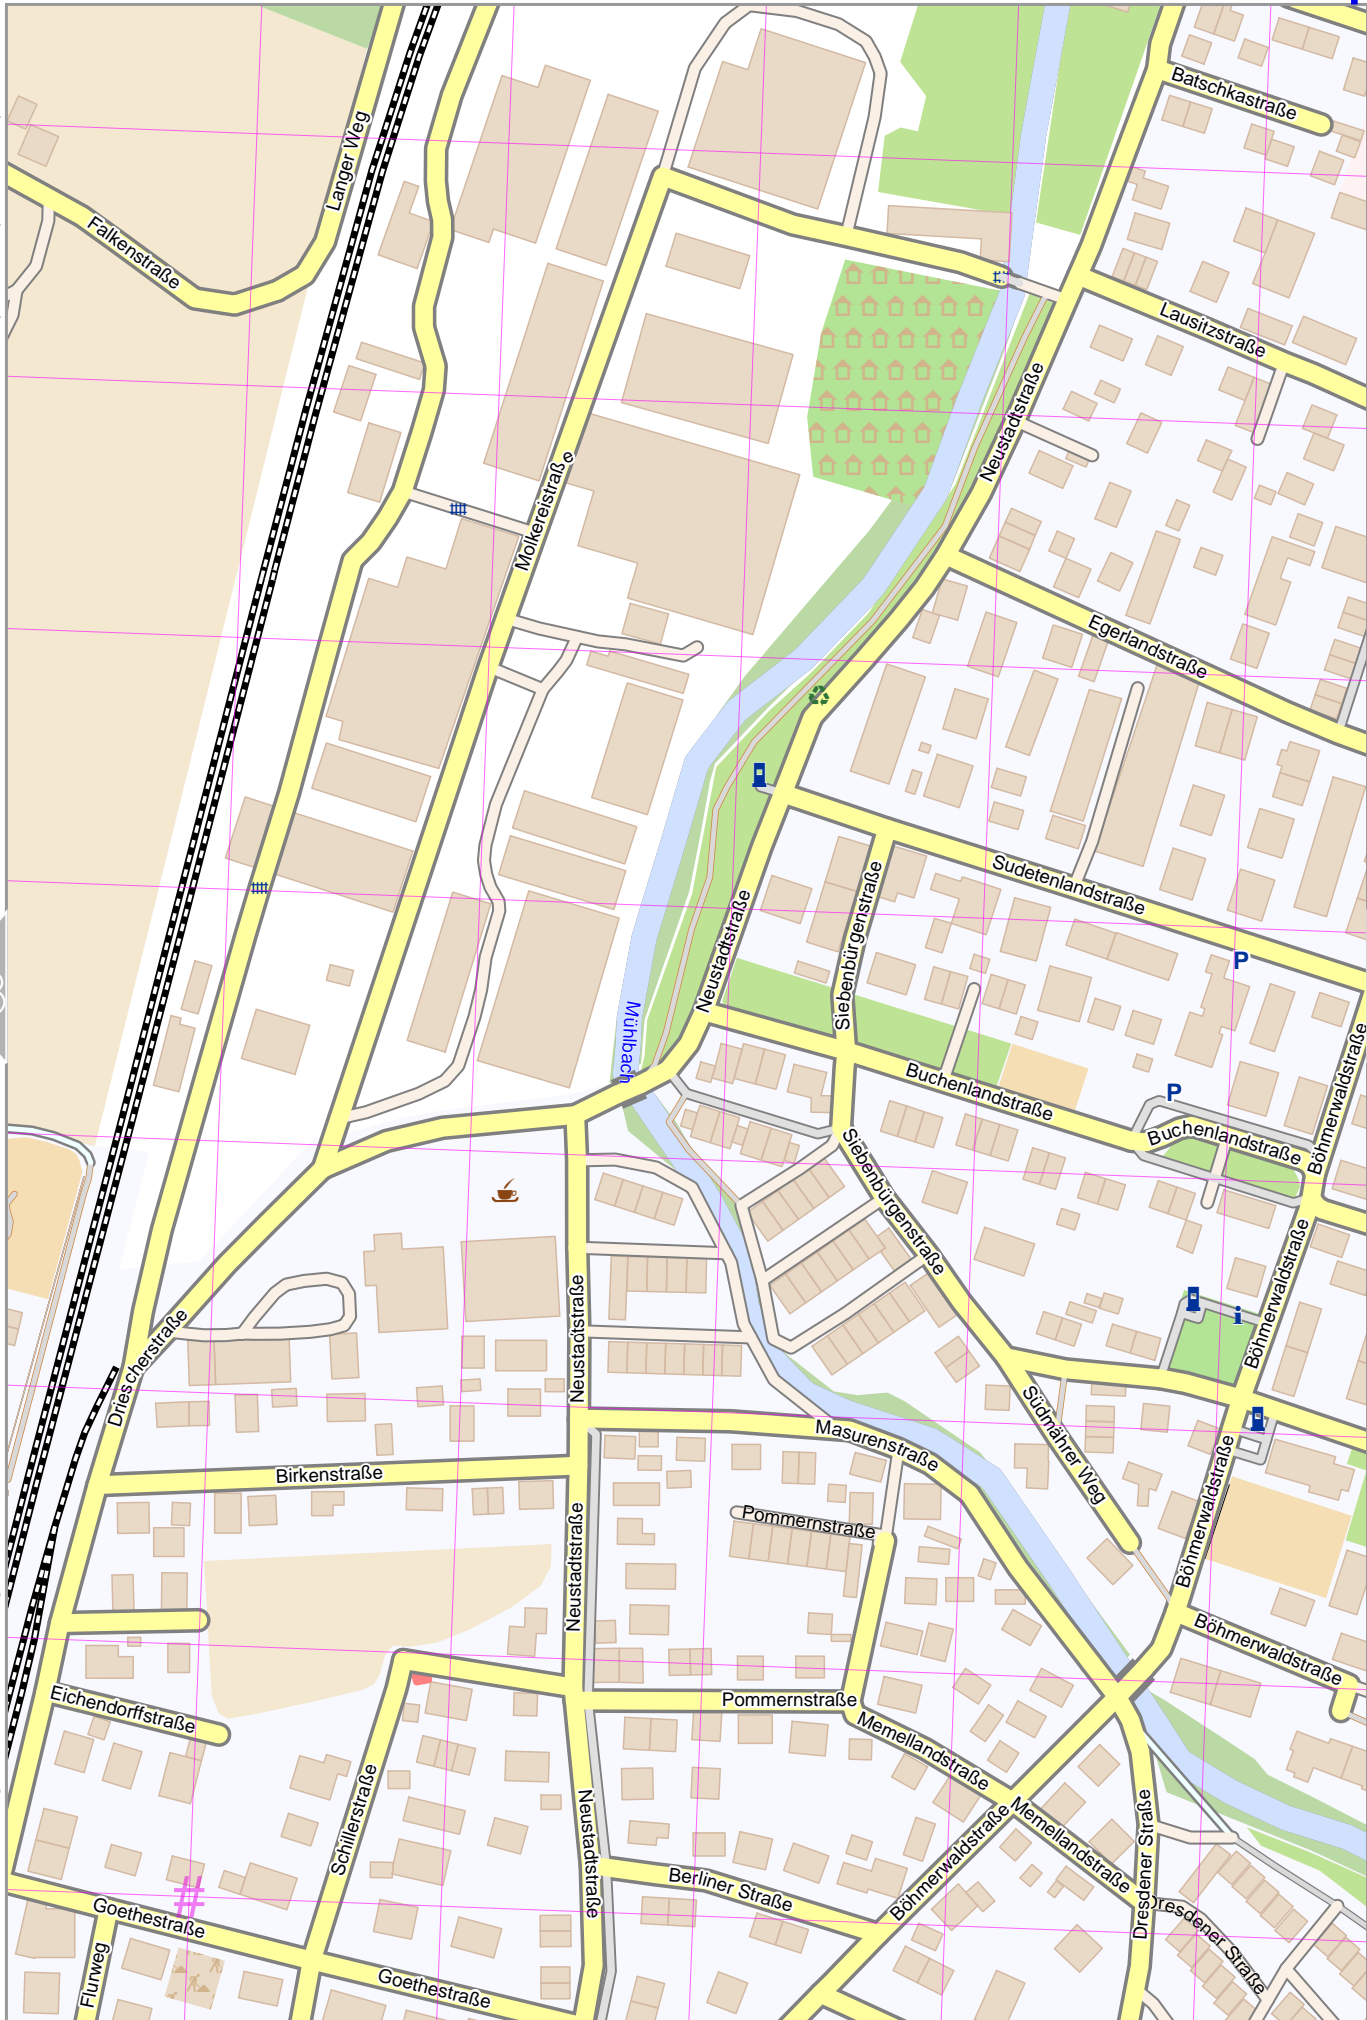 Batschkastraße
Langer Weg
Falkenstraße
Lausitzstraße
Neustadtstraße
Molkereistraße
Egerlandstraße
Sudetenlandstraße
Siebenbürgenstraße
Neustadtstraße
P
Mühlbach
Buchenlandstraße
P
Buchenlandstraße
Böhmerwaldstraße
Siebenbürgenstraße
Böhmerwaldstraße
i
Neustadtstraße
Driescherstraße
Südmährer Weg
Masurenstraße
Birkenstraße
Böhmerwaldstraße
Pommernstraße
Neustadtstraße
Böhmerwaldstraße
Eichendorffstraße
Pommernstraße
Memellandstraße
Schillerstraße
Neustadtstraße
Memellandstraße
Dresdener Straße
Böhmerwaldstraße
Berliner Straße
Goethestraße
Dresdener Straße
Flurweg
Goethestraße